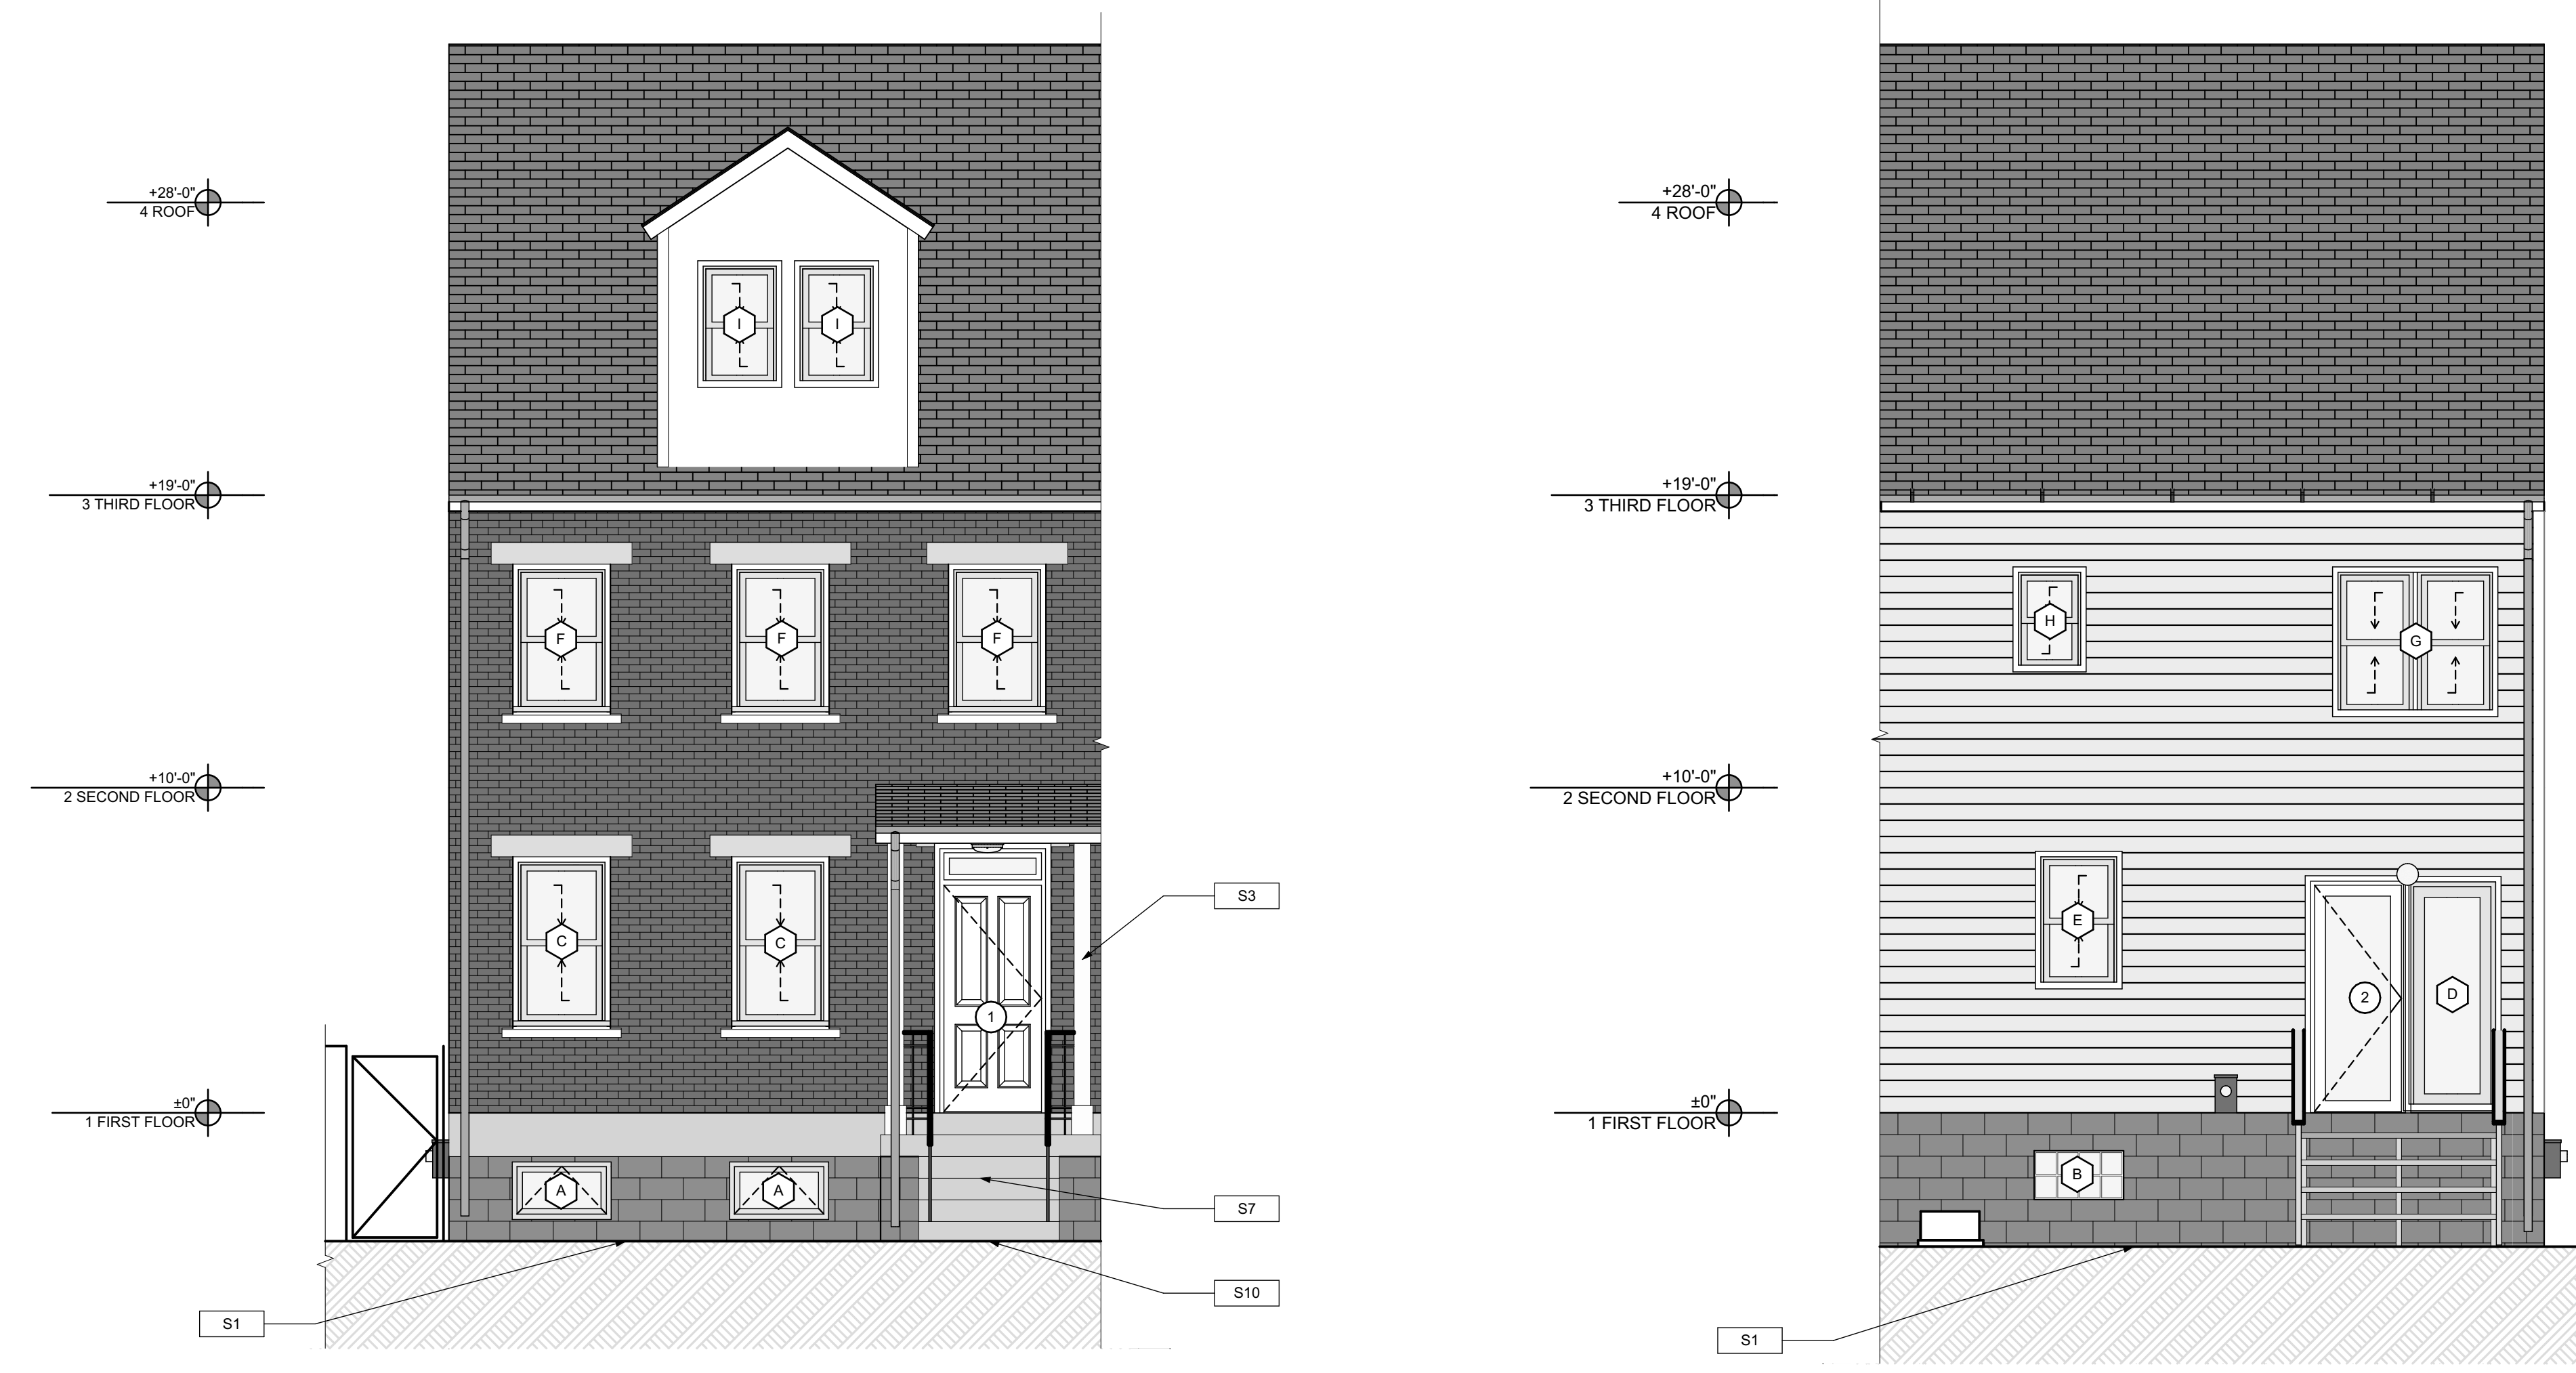 +28'-0"
4 ROOF
I
I
+19'-0"
3 THIRD FLOOR
F
F
F
+10'-0"
2 SECOND FLOOR
S3
C
C
1
±0"
1 FIRST FLOOR
A
A
S7
S10
S1
+28'-0"
4 ROOF
+19'-0"
3 THIRD FLOOR
H
G
+10'-0"
2 SECOND FLOOR
E
2
D
±0"
1 FIRST FLOOR
B
S1